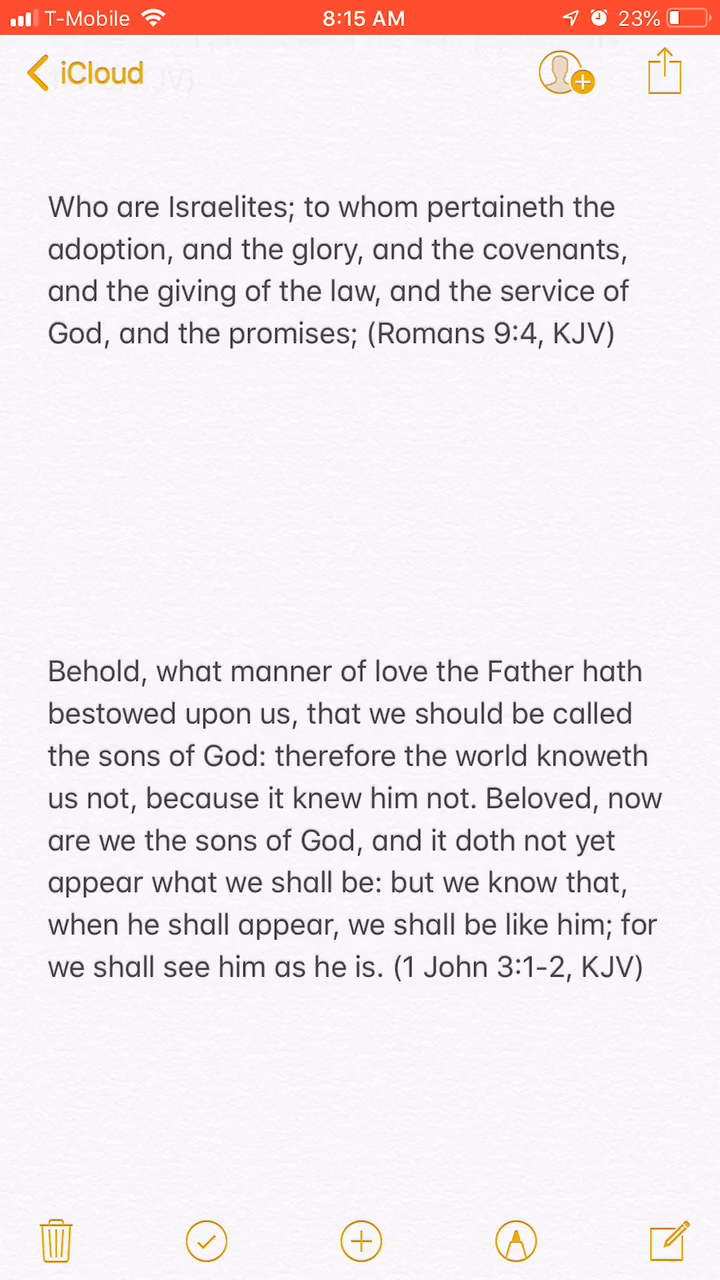 T-Mobile 8:15 AM 23%
iCloud
Who are Israelites; to whom pertaineth the
adoption, and the glory, and the covenants,
and the giving of the law, and the service of
God, and the promises; (Romans 9:4, KJV)
Behold, what manner of love the Father hath
bestowed upon us, that we should be called
the sons of God: therefore the world knoweth
us not, because it knew him not. Beloved, now
are we the sons of God, and it doth not yet
appear what we shall be: but we know that,
when he shall appear, we shall be like him; for
we shall see him as he is. (1 John 3:1-2, KJV)